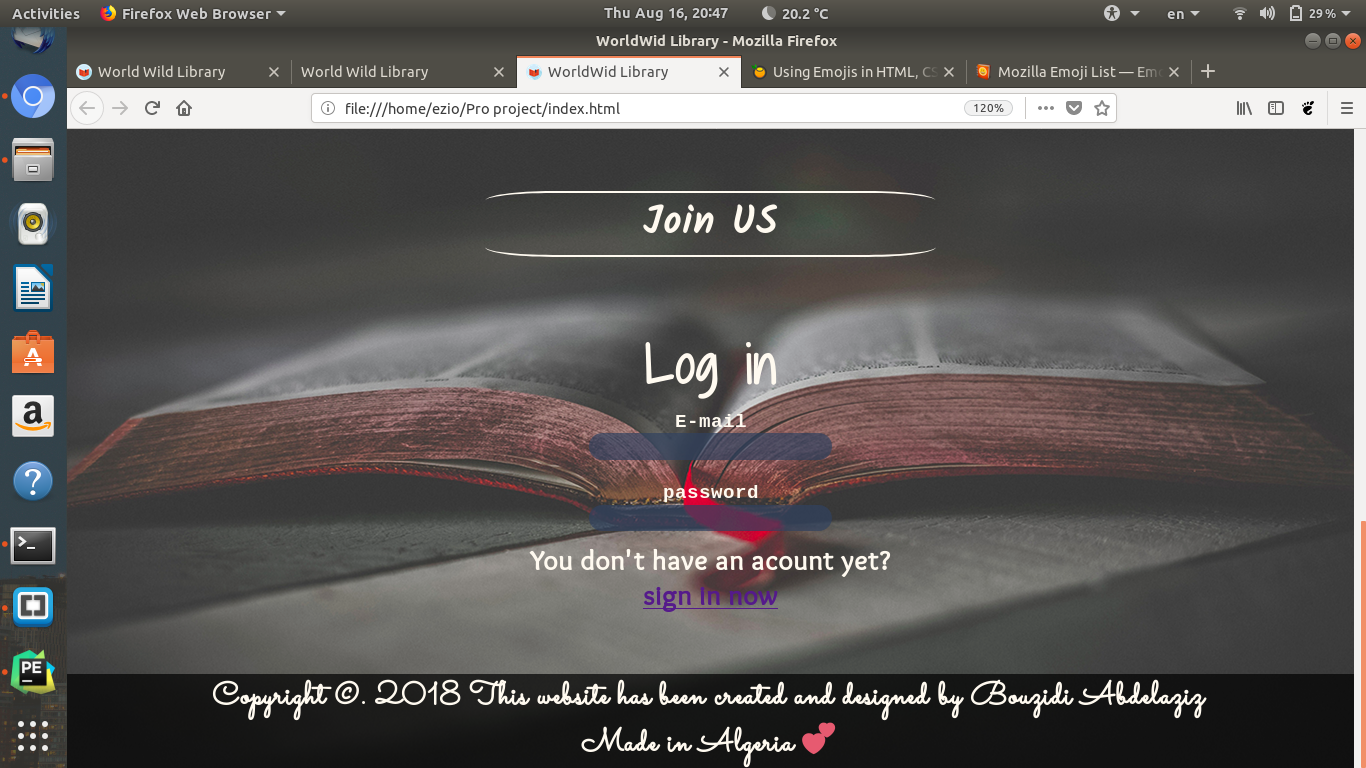 Activities Firefox Web Browser Thu Aug 16, 20:47 20.2 °C en 29%
WorldWid Library - Mozilla Firefox
World Wild Library World Wild Library WorldWid Library Using Emojis in HTML, CS Mozilla Emoji List — Emo
file:///home/ezio/Pro project/index.html 120%
Join US
Log in
E-mail
password
You don't have an acount yet?
sign in now
Copyright ©. 2018 This website has been created and designed by Bouzidi Abdelaziz
Made in Algeria 💕
PE